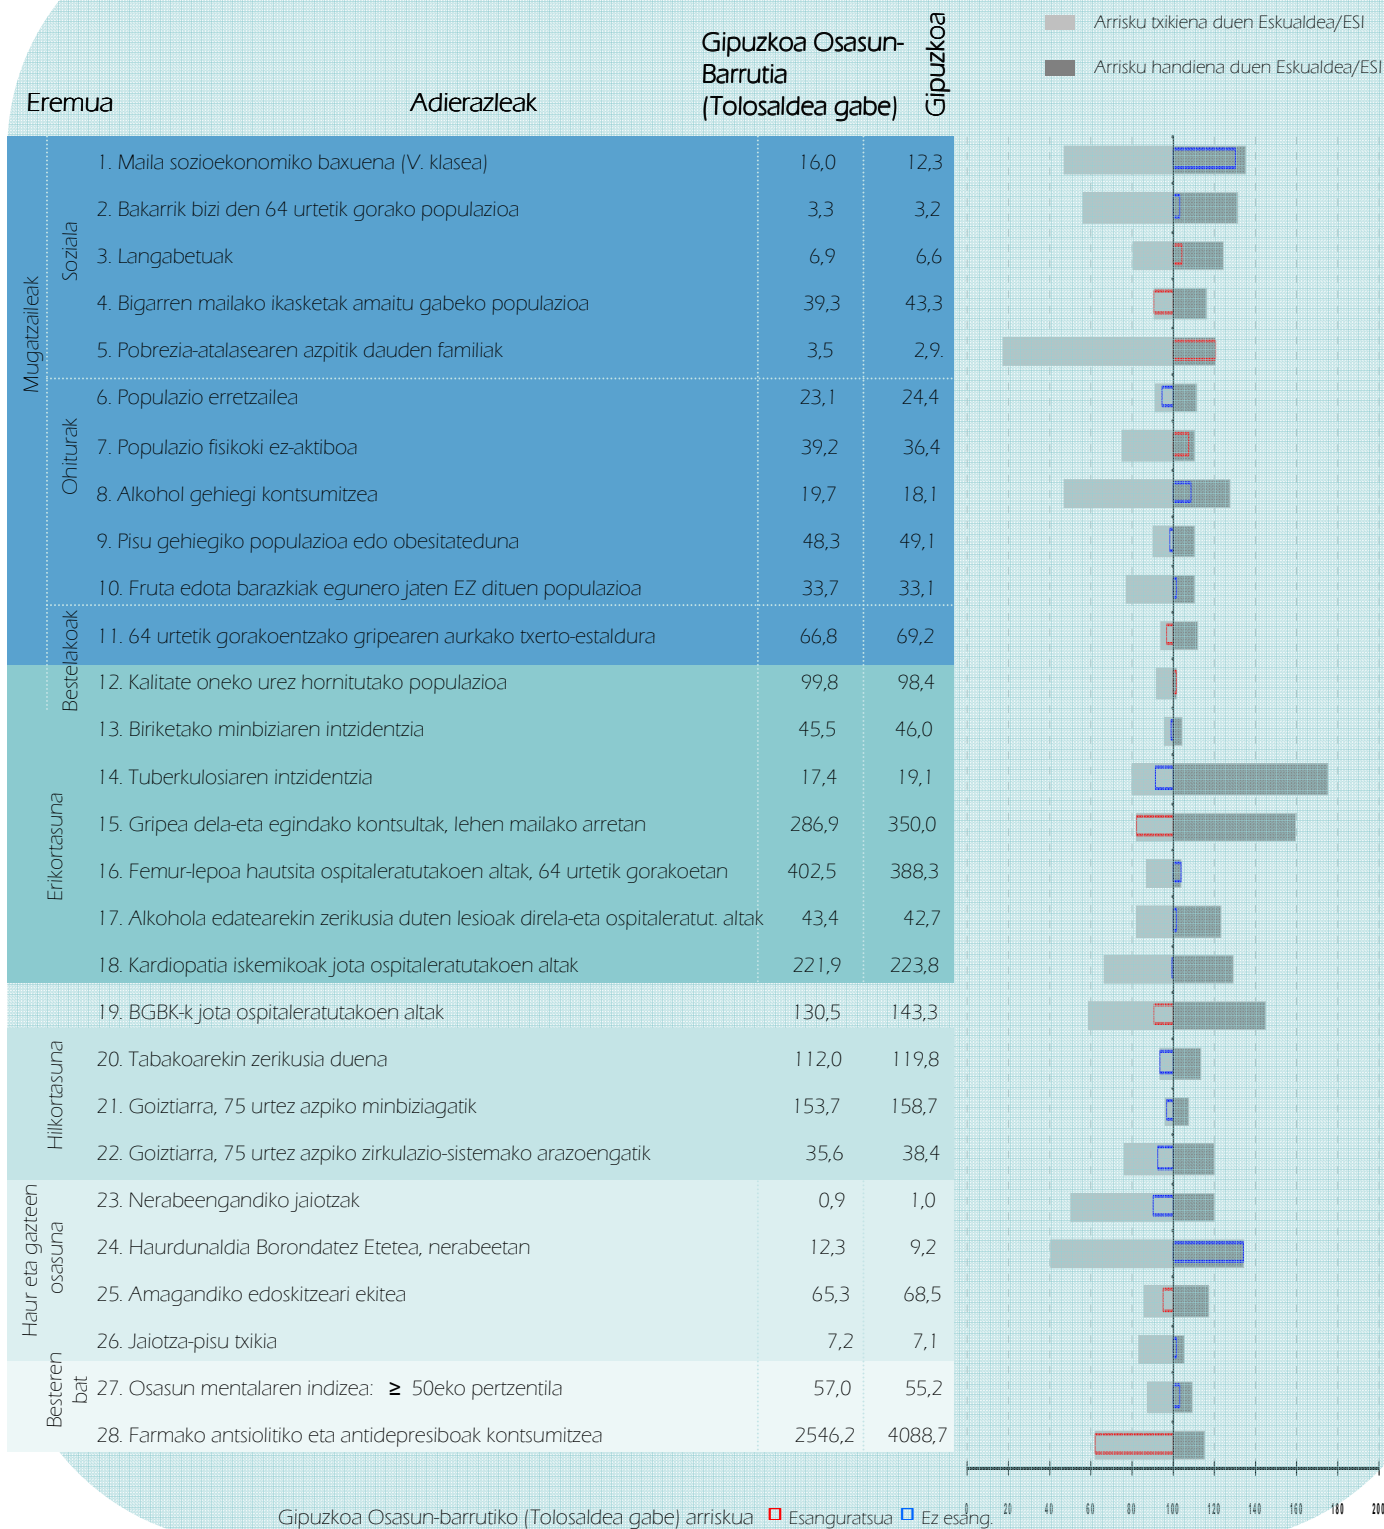 Arrisku txikiena duen Eskualdea/ESI
Arrisku handiena duen Eskualdea/ESI
Eremua Adierazleak Gipuzkoa Osasun-
Barrutia
(Tolosaldea gabe) Gipuzkoa
Mugatzaileak
Soziala
1. Maila sozioekonomiko baxuena (V. klasea) 16,0 12,3
2. Bakarrik bizi den 64 urtetik gorako populazioa 3,3 3,2
3. Langabetuak 6,9 6,6
4. Bigarren mailako ikasketak amaitu gabeko populazioa 39,3 43,3
5. Pobrezia-atalasearen azpitik dauden familiak 3,5 2,9.
Ohiturak
6. Populazio erretzailea 23,1 24,4
7. Populazio fisikoki ez-aktiboa 39,2 36,4
8. Alkohol gehiegi kontsumitzea 19,7 18,1
9. Pisu gehiegiko populazioa edo obesitateduna 48,3 49,1
10. Fruta edota barazkiak egunero jaten EZ dituen populazioa 33,7 33,1
Bestelakoak
11. 64 urtetik gorakoentzako gripearen aurkako txerto-estaldura 66,8 69,2
12. Kalitate oneko urez hornitutako populazioa 99,8 98,4
Erikortasuna
13. Biriketako minbiziaren intzidentzia 45,5 46,0
14. Tuberkulosiaren intzidentzia 17,4 19,1
15. Gripea dela-eta egindako kontsultak, lehen mailako arretan 286,9 350,0
16. Femur-lepoa hautsita ospitaleratutakoen altak, 64 urtetik gorakoetan 402,5 388,3
17. Alkohola edatearekin zerikusia duten lesioak direla-eta ospitaleratut. altak 43,4 42,7
18. Kardiopatia iskemikoak jota ospitaleratutakoen altak 221,9 223,8
19. BGBK-k jota ospitaleratutakoen altak 130,5 143,3
Hilkortasuna
20. Tabakoarekin zerikusia duena 112,0 119,8
21. Goiztiarra, 75 urtez azpiko minbiziagatik 153,7 158,7
22. Goiztiarra, 75 urtez azpiko zirkulazio-sistemako arazoengatik 35,6 38,4
Haur eta gazteen
osasuna
23. Nerabeengandiko jaiotzak 0,9 1,0
24. Haurdunaldia Borondatez Etetea, nerabeetan 12,3 9,2
25. Amagandiko edoskitzeari ekitea 65,3 68,5
26. Jaiotza-pisu txikia 7,2 7,1
Besteren
bat
27. Osasun mentalaren indizea: ≥ 50eko pertzentila 57,0 55,2
28. Farmako antsiolitiko eta antidepresiboak kontsumitzea 2546,2 4088,7
0 20 40 60 80 100 120 140 160 180 200
Gipuzkoa Osasun-barrutiko (Tolosaldea gabe) arriskua Esanguratsua Ez esang.